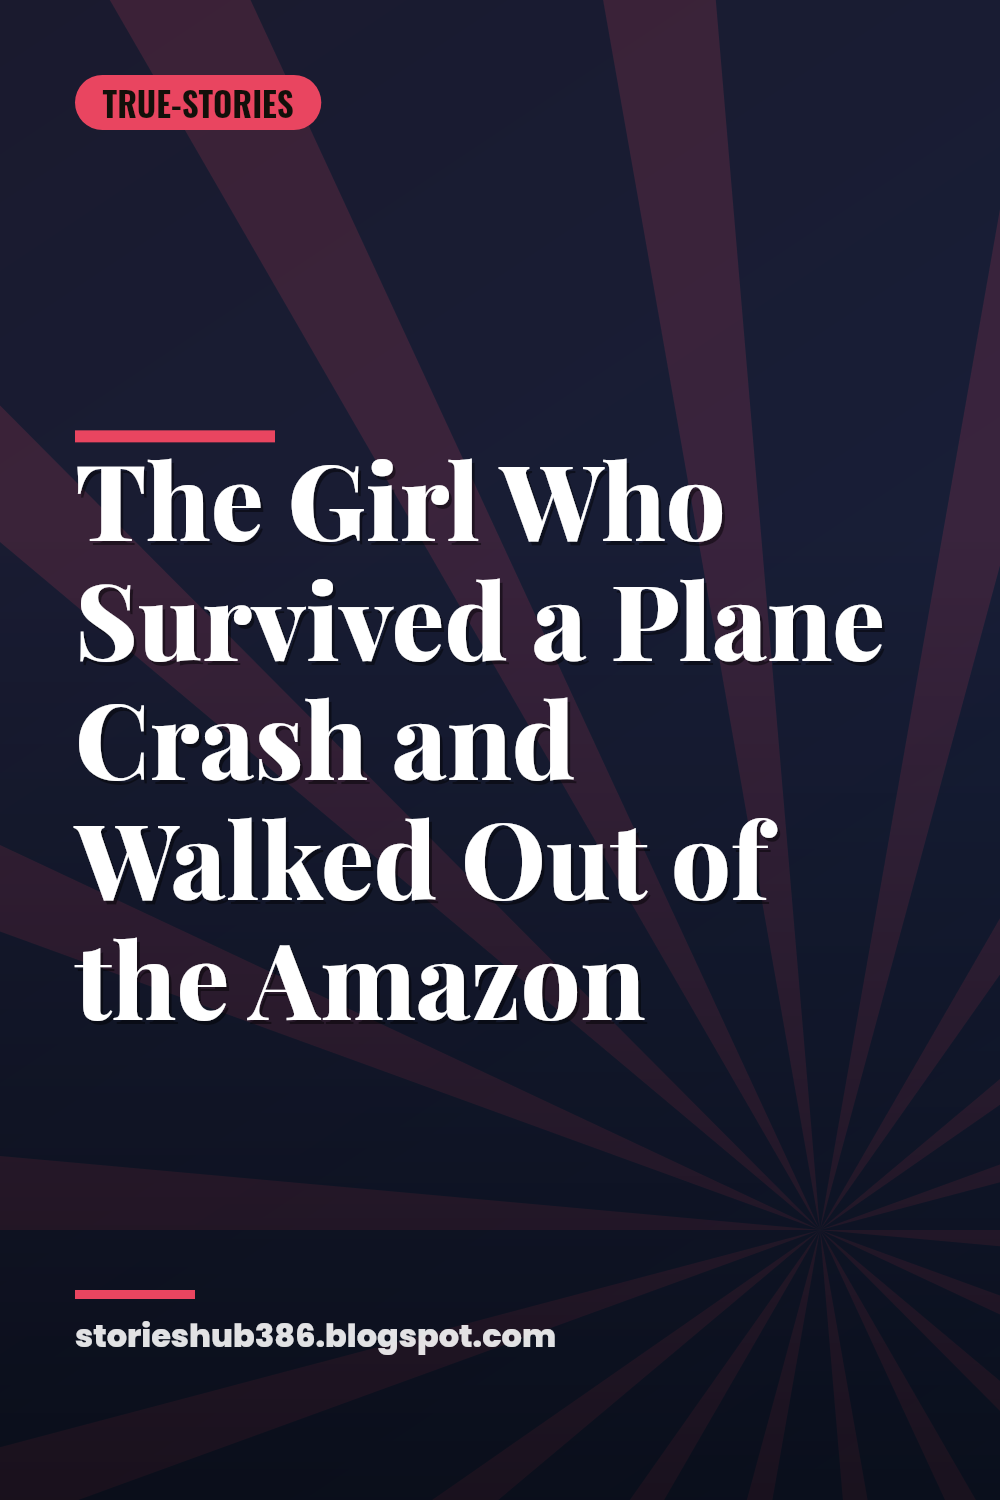 TRUE-STORIES
The Girl Who
Survived a Plane
Crash and
Walked Out of
the Amazon
storieshub386.blogspot.com